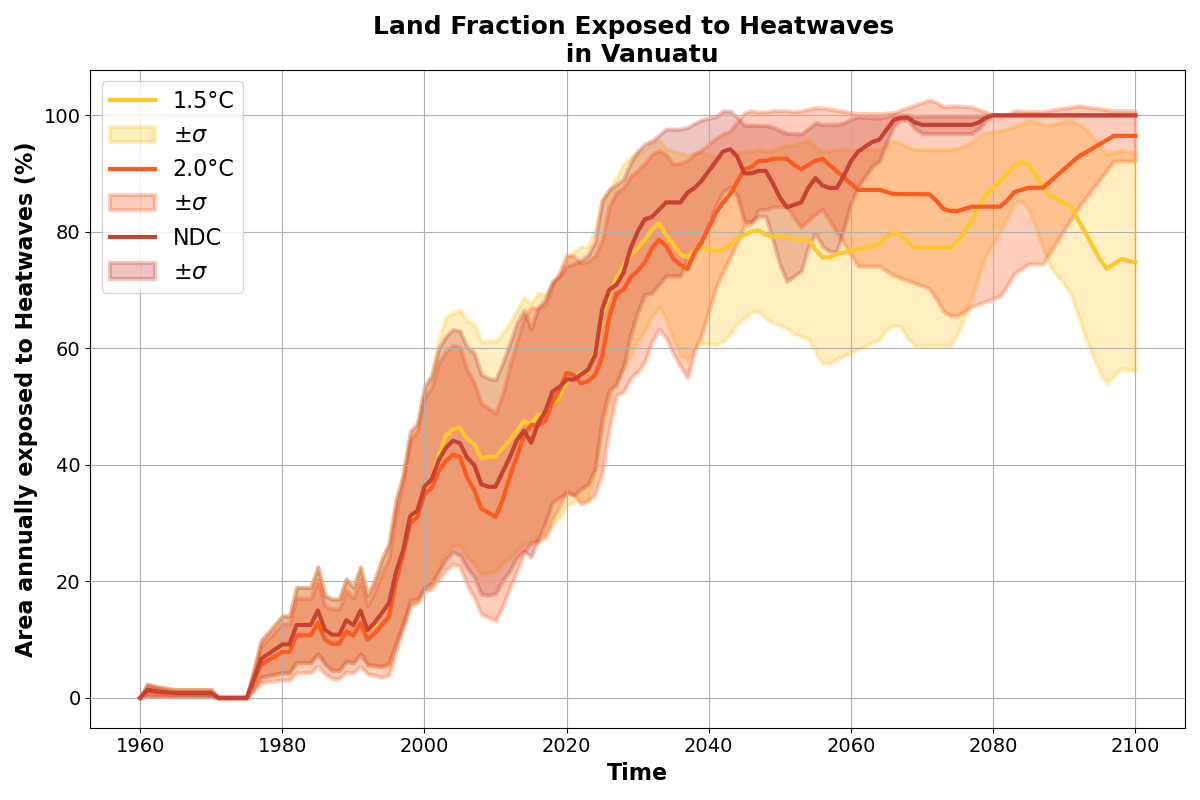 Land Fraction Exposed to Heatwaves
in Vanuatu
1.5°C
±σ
2.0°C
±σ
NDC
±σ
Area annually exposed to Heatwaves (%)
100
80
60
40
20
0
1960 1980 2000 2020 2040 2060 2080 2100
Time